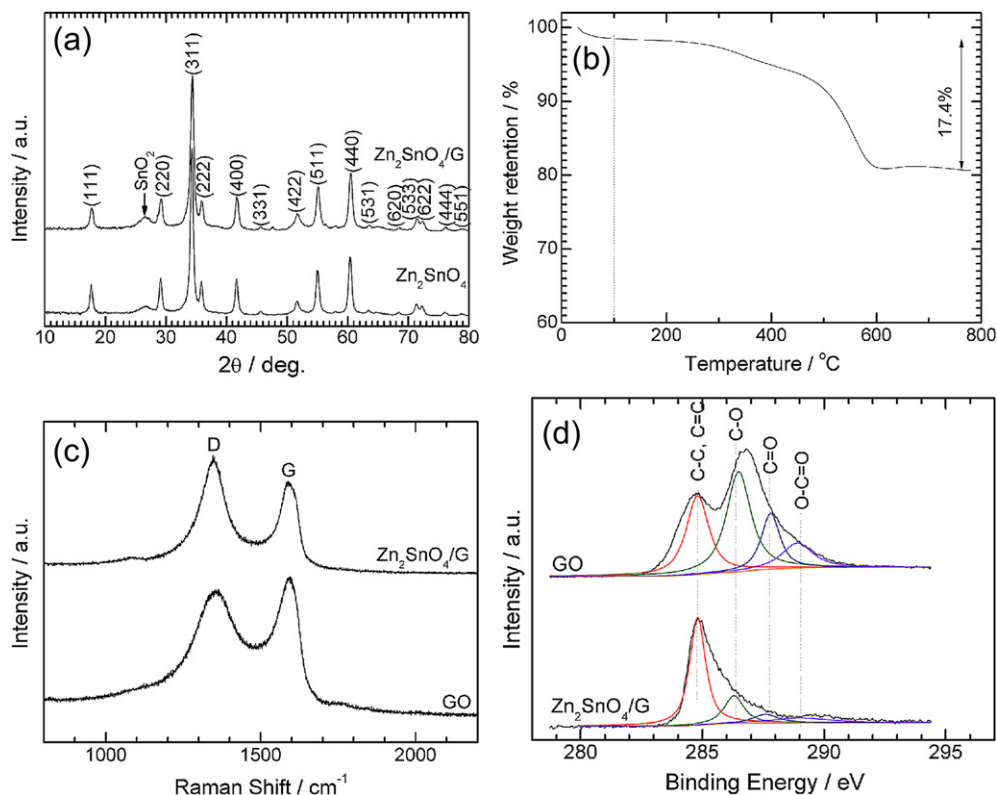 (a)
Intensity / a.u.
(111)
SnO₂
(220)
(311)
(222)
(400)
(331)
(422)
(511)
(440)
(531)
(620)
(533)
(622)
(444)
(551)
Zn₂SnO₄/G
Zn₂SnO₄
10 20 30 40 50 60 70 80
2θ / deg.
(b)
Weight retention / %
100
90
80
70
60
17.4%
0 200 400 600 800
Temperature / °C
(c)
Intensity / a.u.
D
G
Zn₂SnO₄/G
GO
1000 1500 2000
Raman Shift / cm⁻¹
(d)
Intensity / a.u.
C-C, C=C
C-O
C=O
O-C=O
GO
Zn₂SnO₄/G
280 285 290 295
Binding Energy / eV